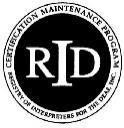 CERTIFICATION MAINTENANCE PROGRAM
RID
REGISTRY OF INTERPRETERS FOR THE DEAF, INC.